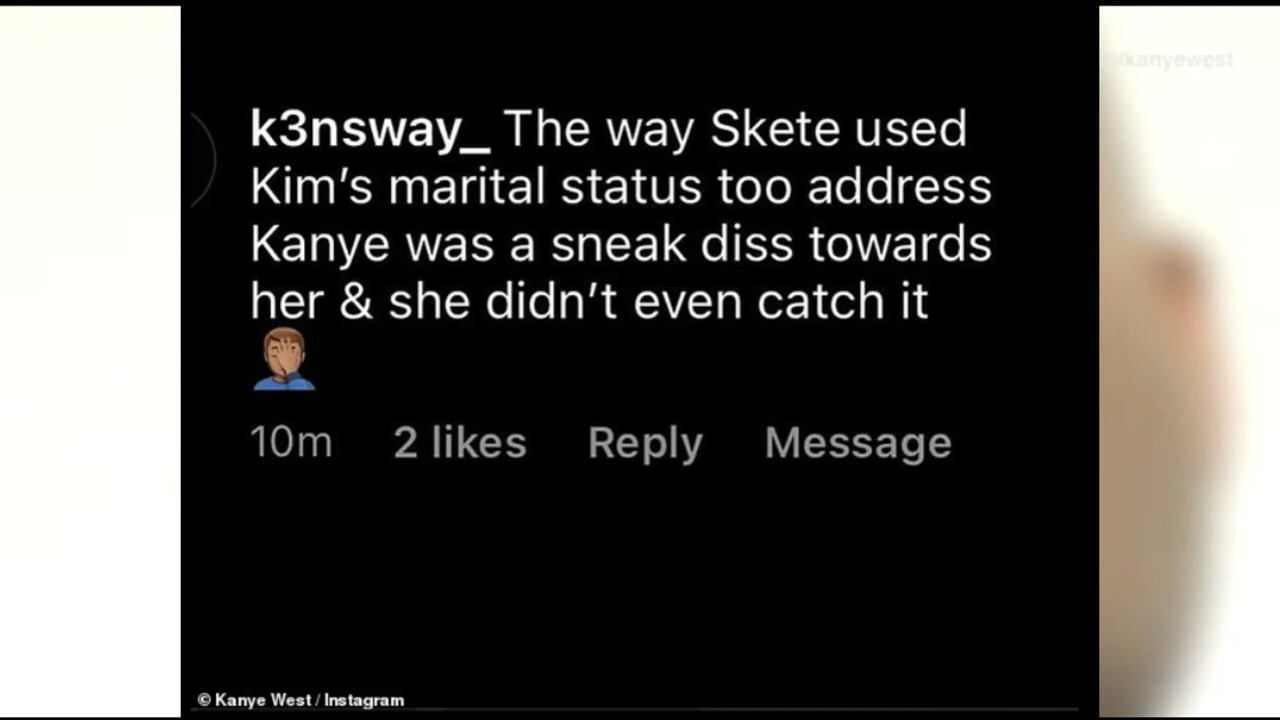 /kanyewest
k3nsway_ The way Skete used
Kim’s marital status too address
Kanye was a sneak diss towards
her & she didn’t even catch it
🤦🏽‍♂️
10m 2 likes Reply Message
© Kanye West / Instagram